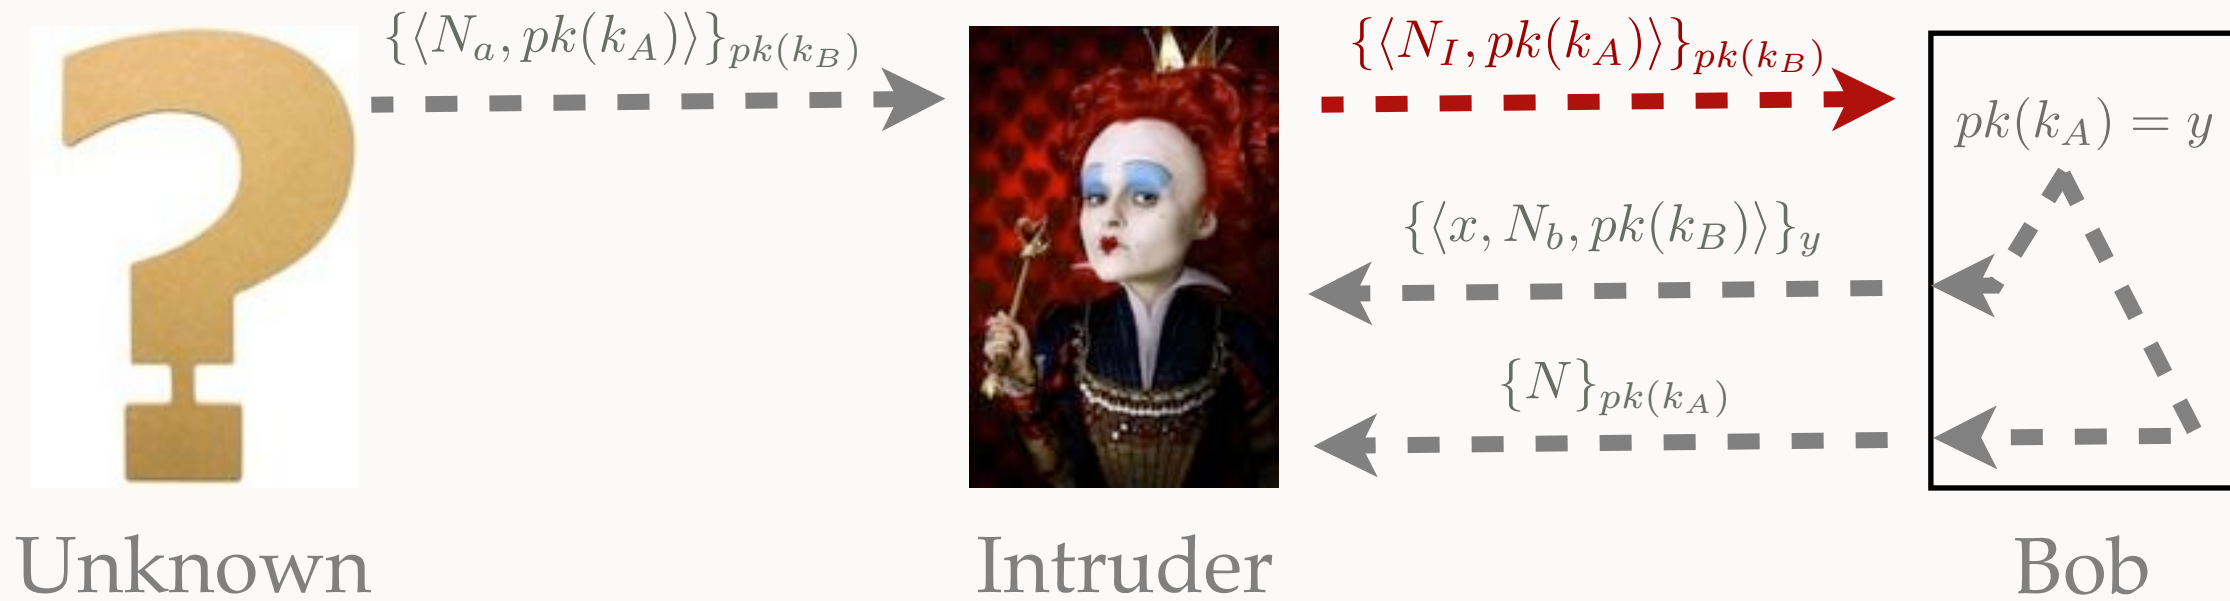 {⟨N_a, pk(k_A)⟩}_{pk(k_B)}
{⟨N_I, pk(k_A)⟩}_{pk(k_B)}
pk(k_A) = y
{⟨x, N_b, pk(k_B)⟩}_y
{N}_{pk(k_A)}
Unknown
Intruder
Bob